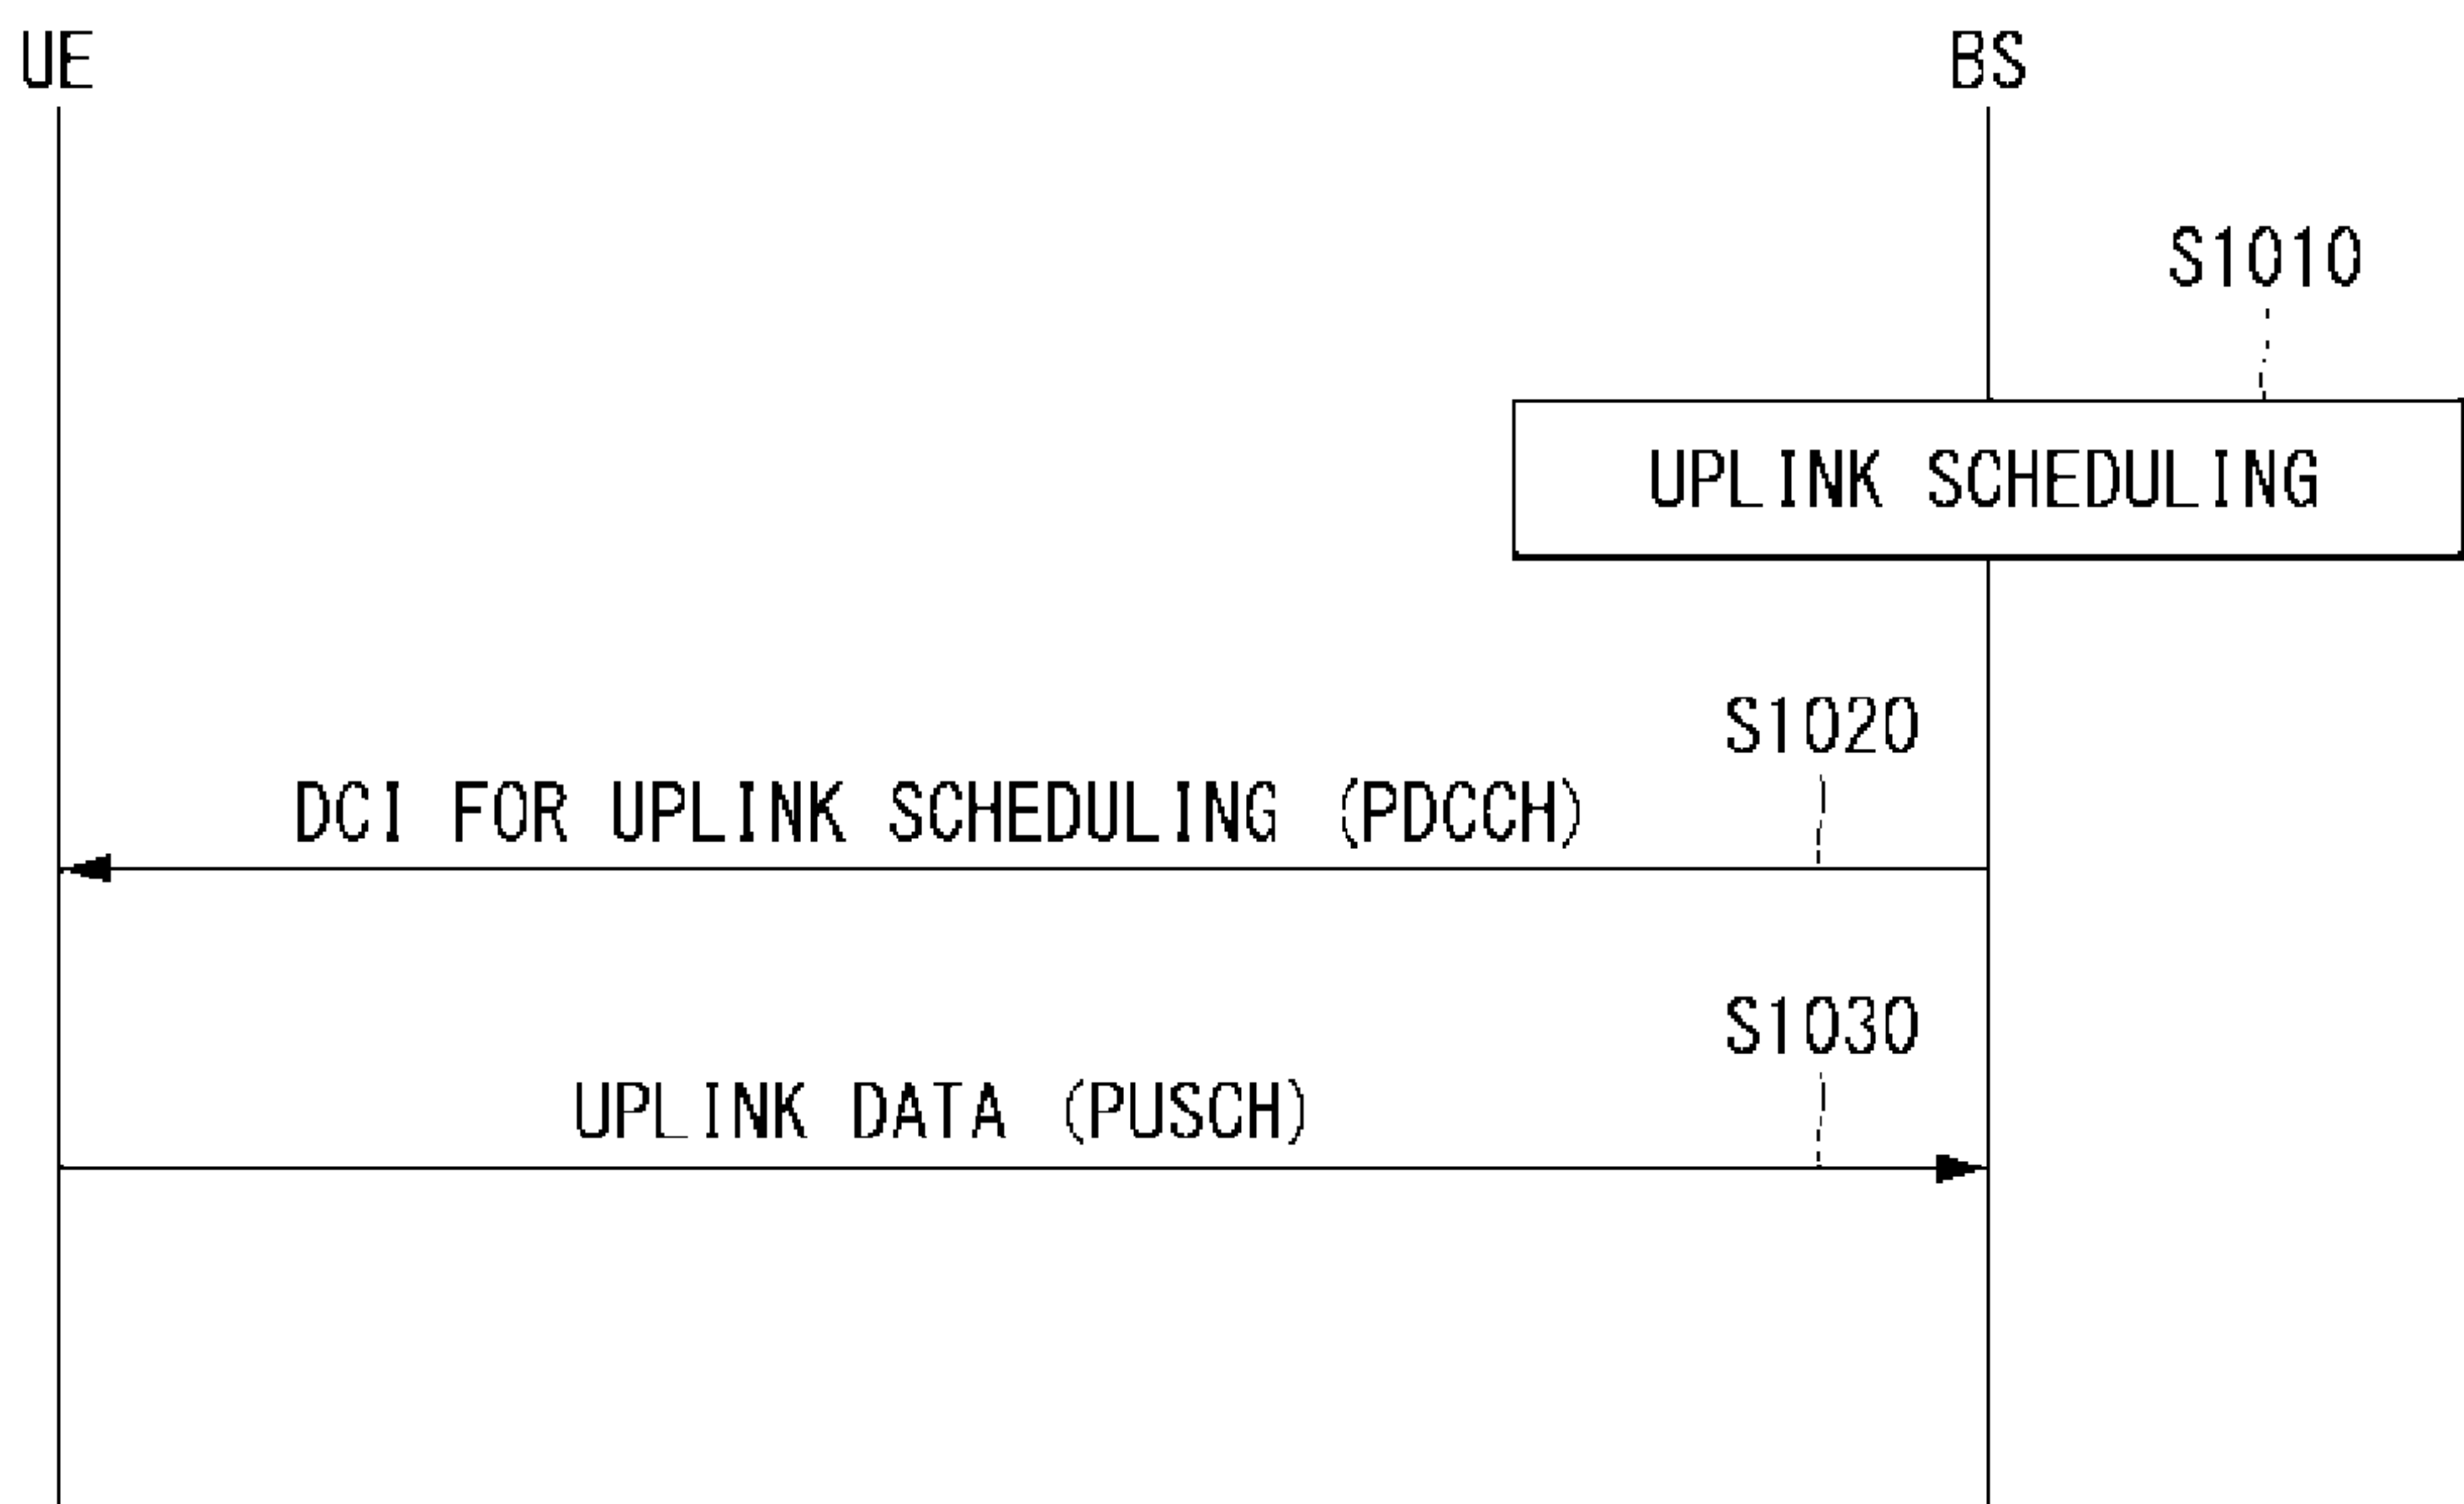 UE
BS
S1010
UPLINK SCHEDULING
S1020
DCI FOR UPLINK SCHEDULING (PDCCH)
S1030
UPLINK DATA (PUSCH)